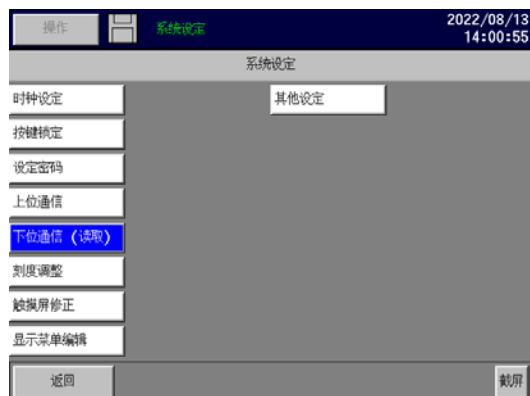 操作
系统设定
2022/08/13
14:00:55
系统设定
时钟设定
其他设定
按键锁定
设定密码
上位通信
下位通信 (读取)
刻度调整
触摸屏修正
显示菜单编辑
返回
截屏